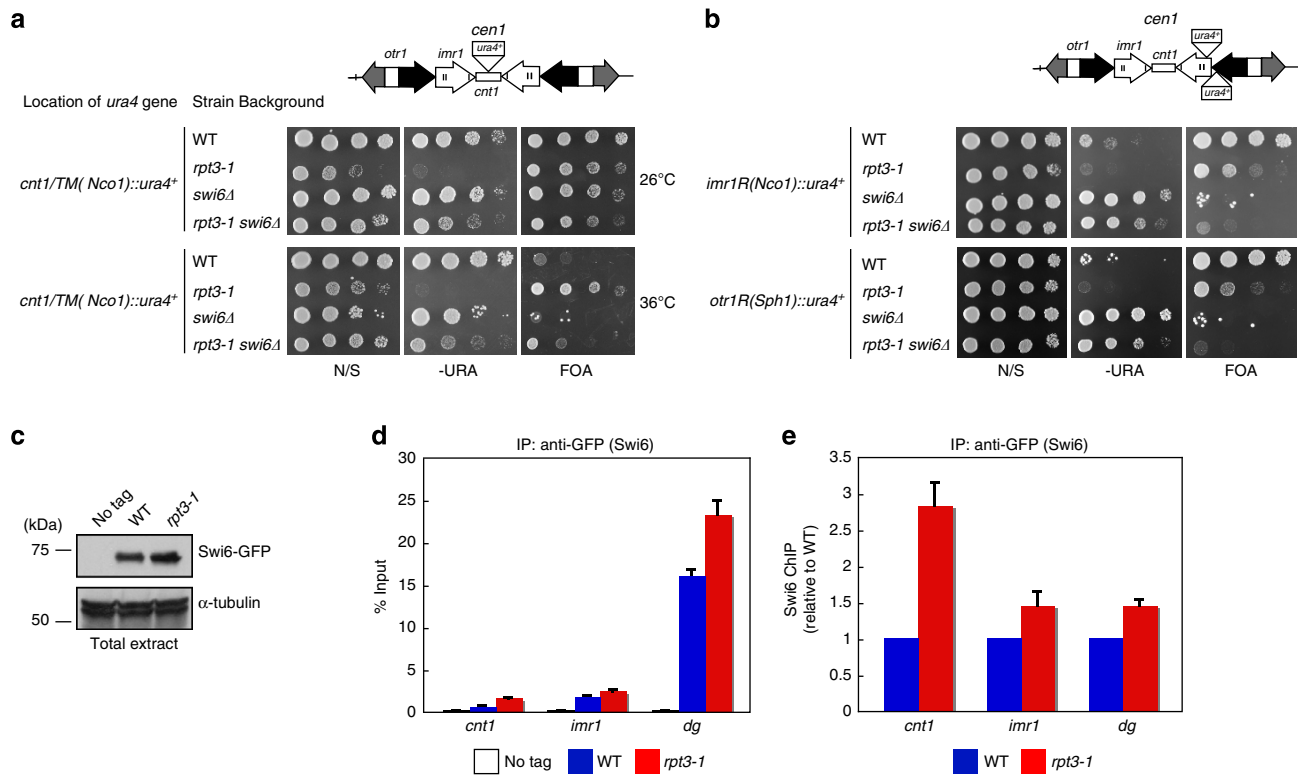 a
cen1
ura4+
otr1
imr1
cnt1
Location of ura4 gene
Strain Background
WT
rpt3-1
swi6Δ
rpt3-1 swi6Δ
cnt1/TM( Nco1)::ura4+
26°C
WT
rpt3-1
swi6Δ
rpt3-1 swi6Δ
cnt1/TM( Nco1)::ura4+
36°C
N/S
-URA
FOA
b
cen1
ura4+
otr1
imr1
cnt1
ura4+
WT
rpt3-1
swi6Δ
rpt3-1 swi6Δ
imr1R(Nco1)::ura4+
WT
rpt3-1
swi6Δ
rpt3-1 swi6Δ
otr1R(Sph1)::ura4+
N/S
-URA
FOA
c
(kDa)
No tag
WT
rpt3-1
75
Swi6-GFP
50
α-tubulin
Total extract
d
IP: anti-GFP (Swi6)
% Input
30
25
20
15
10
5
0
cnt1
imr1
dg
No tag
WT
rpt3-1
e
IP: anti-GFP (Swi6)
Swi6 ChIP
(relative to WT)
3.5
3
2.5
2
1.5
1
0.5
0
cnt1
imr1
dg
WT
rpt3-1